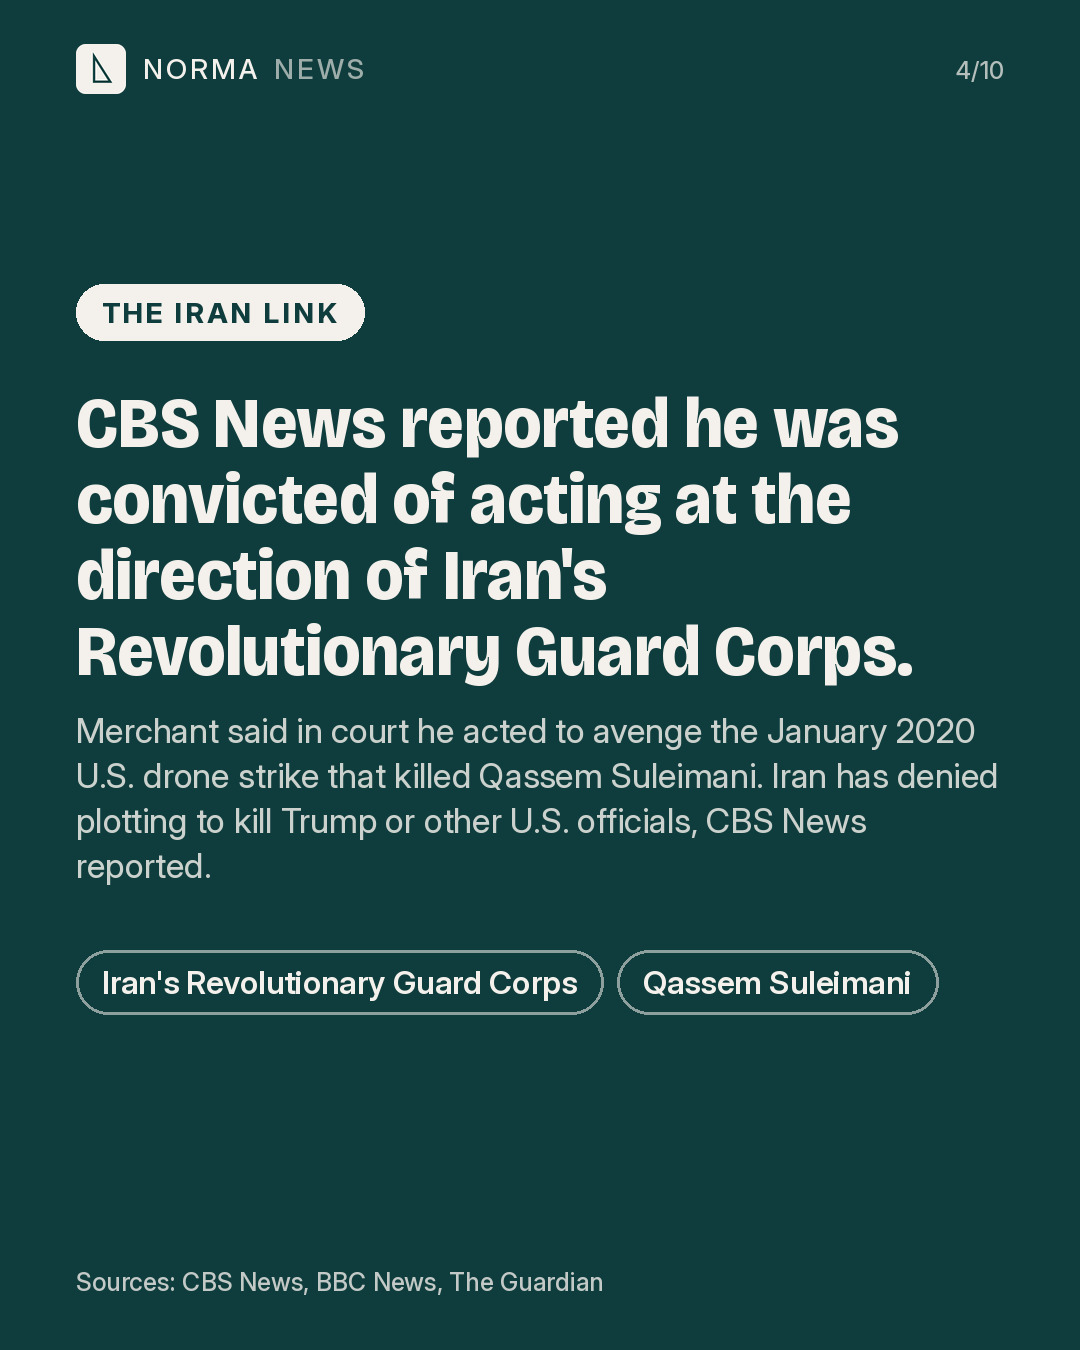 NORMA NEWS
4/10
THE IRAN LINK
CBS News reported he was
convicted of acting at the
direction of Iran's
Revolutionary Guard Corps.
Merchant said in court he acted to avenge the January 2020
U.S. drone strike that killed Qassem Suleimani. Iran has denied
plotting to kill Trump or other U.S. officials, CBS News
reported.
Iran's Revolutionary Guard Corps
Qassem Suleimani
Sources: CBS News, BBC News, The Guardian